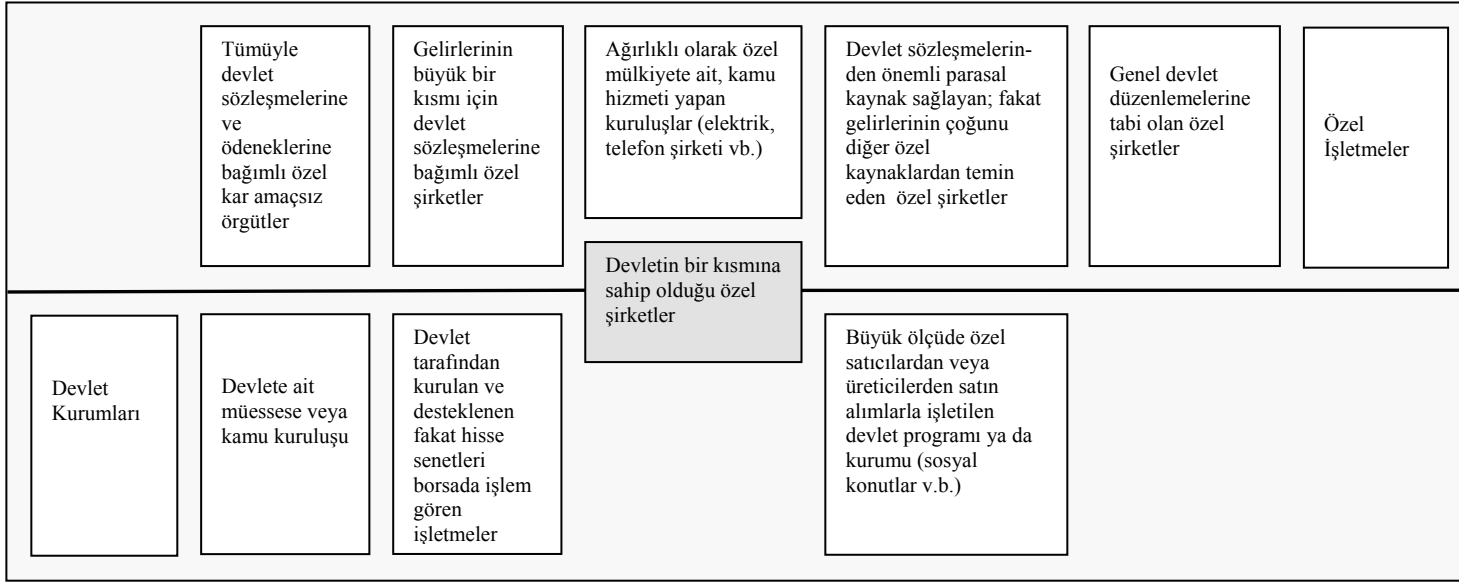 Tümüyle
devlet
sözleşmelerine
ve
ödeneklerine
bağımlı özel
kar amaçsız
örgütler
Gelirlerinin
büyük bir
kısmı için
devlet
sözleşmelerine
bağımlı özel
şirketler
Ağırlıklı olarak özel
mülkiyete ait, kamu
hizmeti yapan
kuruluşlar (elektrik,
telefon şirketi vb.)
Devlet sözleşmelerin-
den önemli parasal
kaynak sağlayan; fakat
gelirlerinin çoğunu
diğer özel
kaynaklardan temin
eden özel şirketler
Genel devlet
düzenlemelerine
tabi olan özel
şirketler
Özel
İşletmeler
Devletin bir kısmına
sahip olduğu özel
şirketler
Devlet
Kurumları
Devlete ait
müessese veya
kamu kuruluşu
Devlet
tarafından
kurulan ve
desteklenen
fakat hisse
senetleri
borsada işlem
gören
işletmeler
Büyük ölçüde özel
satıcılardan veya
üreticilerden satın
alımlarla işletilen
devlet programı ya da
kurumu (sosyal
konutlar v.b.)